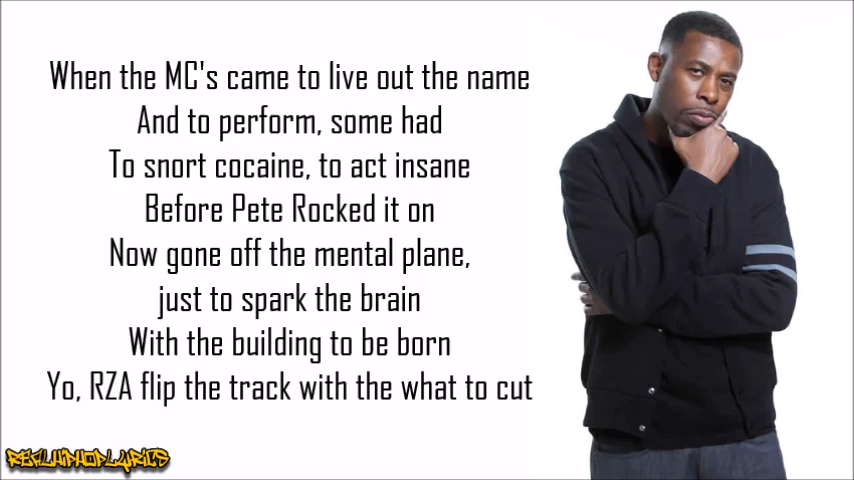 When the MC's came to live out the name
And to perform, some had
To snort cocaine, to act insane
Before Pete Rocked it on
Now gone off the mental plane,
just to spark the brain
With the building to be born
Yo, RZA flip the track with the what to cut
REALHIPHOPLYRICS